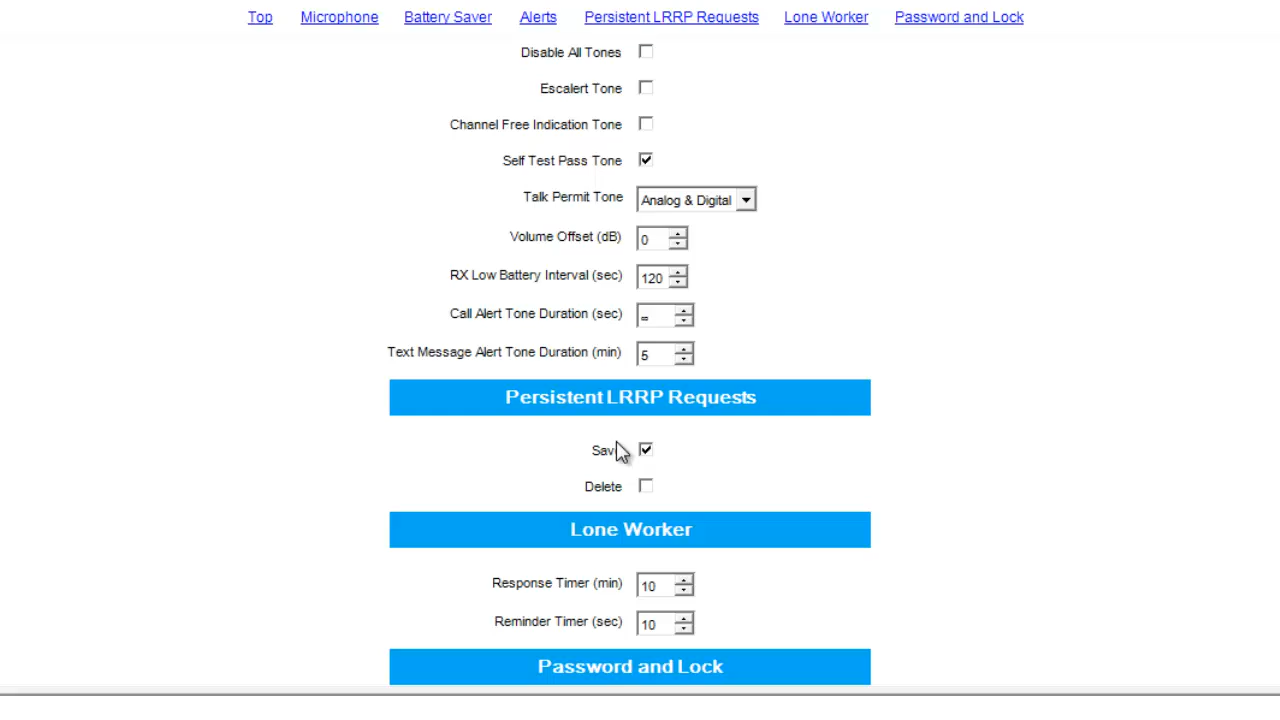 Top Microphone Battery Saver Alerts Persistent LRRP Requests Lone Worker Password and Lock
Disable All Tones
Escalert Tone
Channel Free Indication Tone
Self Test Pass Tone
Talk Permit Tone Analog & Digital
Volume Offset (dB) 0
RX Low Battery Interval (sec) 120
Call Alert Tone Duration (sec) ∞
Text Message Alert Tone Duration (min) 5
Persistent LRRP Requests
Sav
Delete
Lone Worker
Response Timer (min) 10
Reminder Timer (sec) 10
Password and Lock